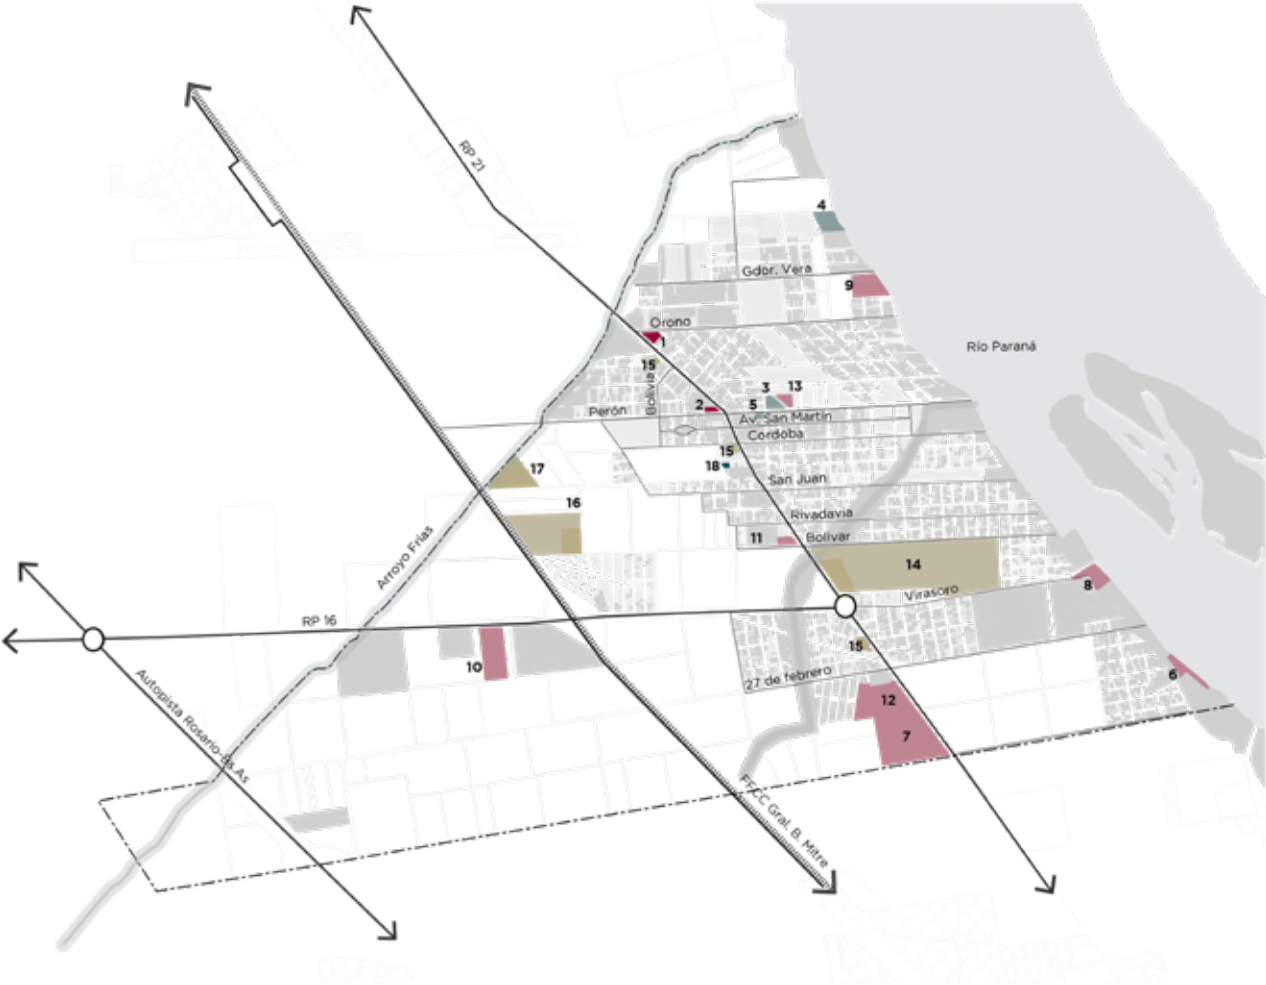 RP 21
4
Gdor. Vera
9
Orono
1
Río Paraná
15
Bolivia
3
13
2
5
Perón
Av. San Martin
Cordoba
15
18
17
San Juan
16
Rivadavia
11
Bolívar
Arroyo Frías
14
8
Virasoro
RP 16
15
10
27 de febrero
6
Autopista Rosario-Bs.As
12
7
FFCC Gral. B. Mitre